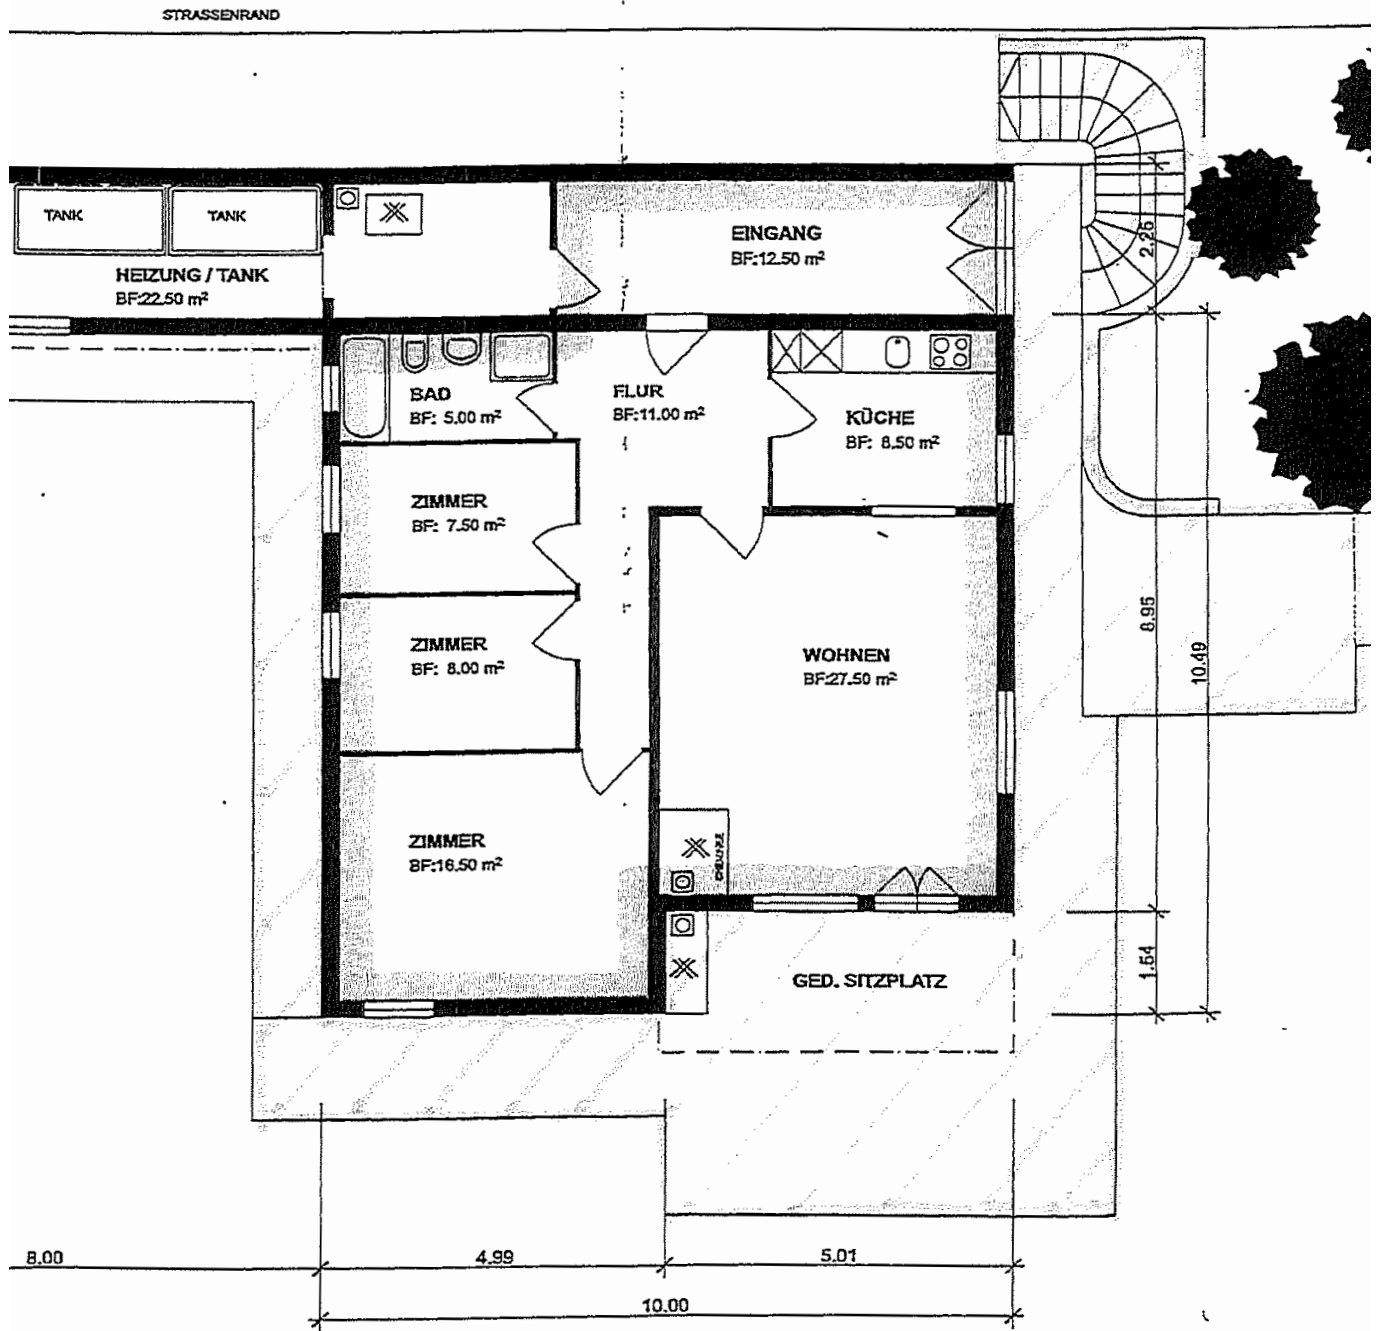 STRASSENRAND
TANK
TANK
HEIZUNG / TANK
BF:22.50 m²
EINGANG
BF:12.50 m²
2.26
BAD
BF: 5.00 m²
FLUR
BF:11.00 m²
KÜCHE
BF: 8.50 m²
ZIMMER
BF: 7.50 m²
ZIMMER
BF: 8.00 m²
WOHNEN
BF:27.50 m²
8.95
10.49
ZIMMER
BF:16.50 m²
GED. SITZPLATZ
1.54
8.00
4.99
5.01
10.00